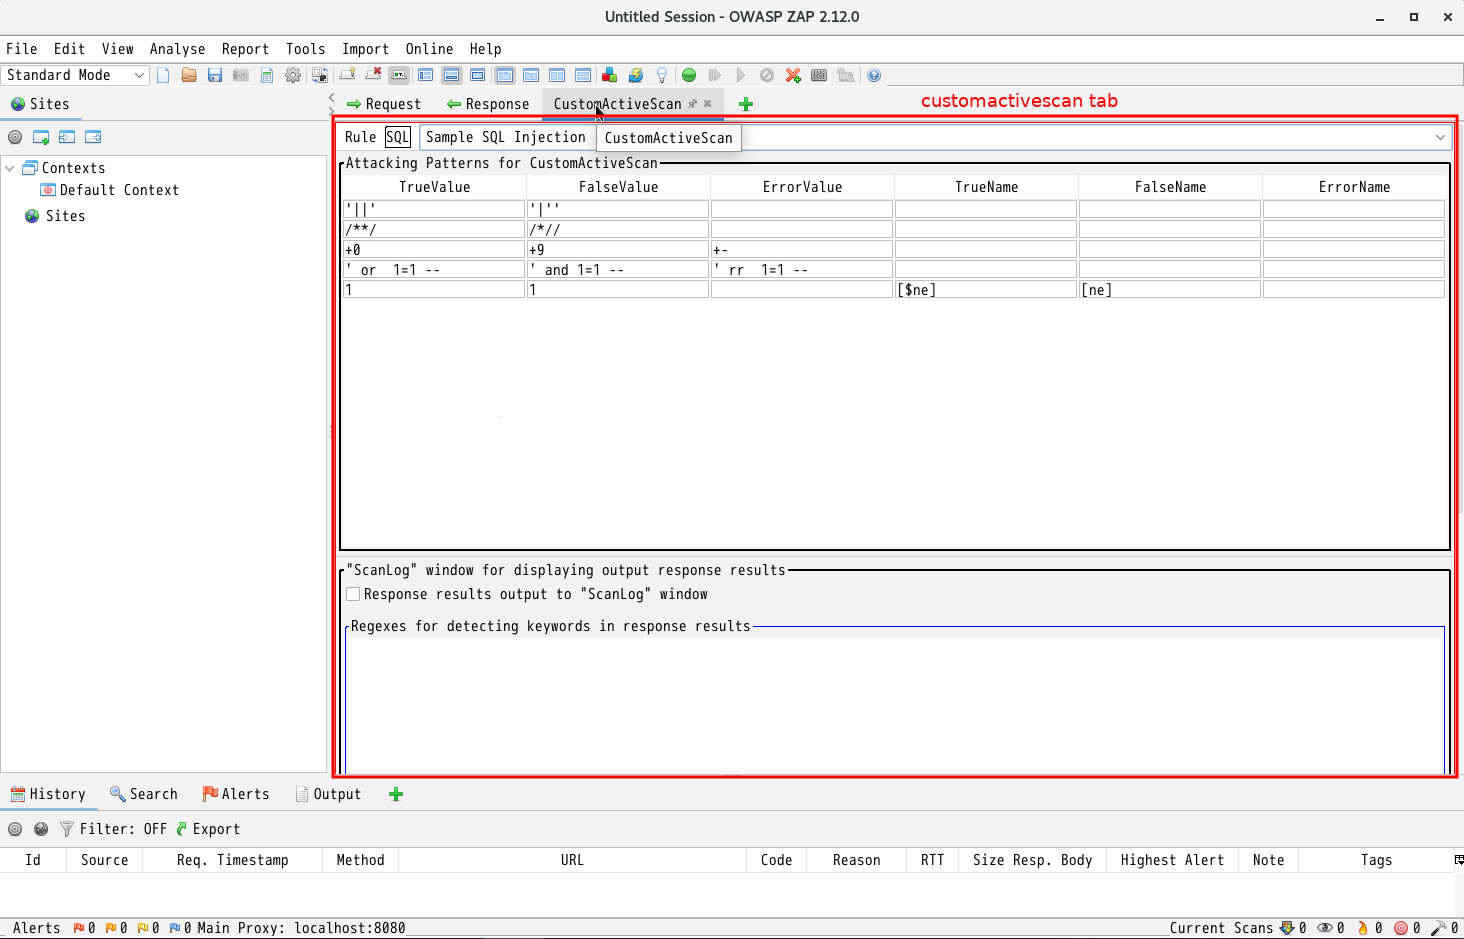 Untitled Session - OWASP ZAP 2.12.0
File Edit View Analyse Report Tools Import Online Help
Standard Mode
Sites
Request Response CustomActiveScan
customactivescan tab
Rule SQL Sample SQL Injection
CustomActiveScan
Contexts
Default Context
Sites
Attacking Patterns for CustomActiveScan
TrueValue FalseValue ErrorValue TrueName FalseName ErrorName
'||' '|''
/**/ /*//
+0 +9 +-
' or 1=1 -- ' and 1=1 -- ' rr 1=1 --
1 1 [$ne] [ne]
"ScanLog" window for displaying output response results
Response results output to "ScanLog" window
Regexes for detecting keywords in response results
History Search Alerts Output
Filter: OFF Export
Id Source Req. Timestamp Method URL Code Reason RTT Size Resp. Body Highest Alert Note Tags
Alerts 0 0 0 0 Main Proxy: localhost:8080 Current Scans 0 0 0 0 0